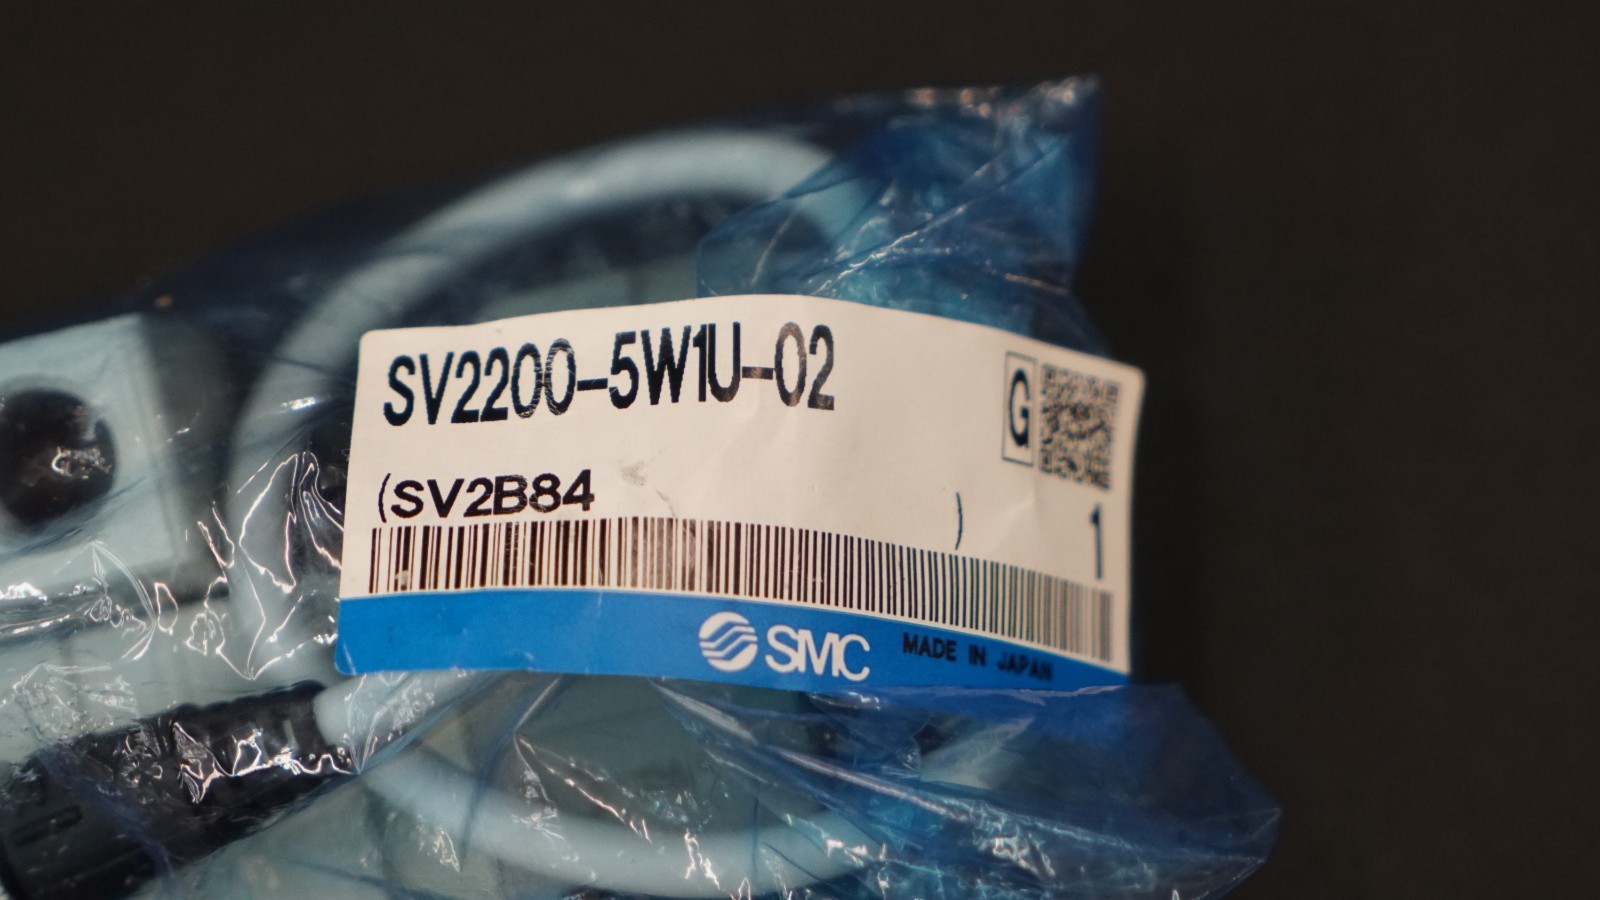 SV2200-5W1U-02
G
(SV2B84 )
1
SMC MADE IN JAPAN